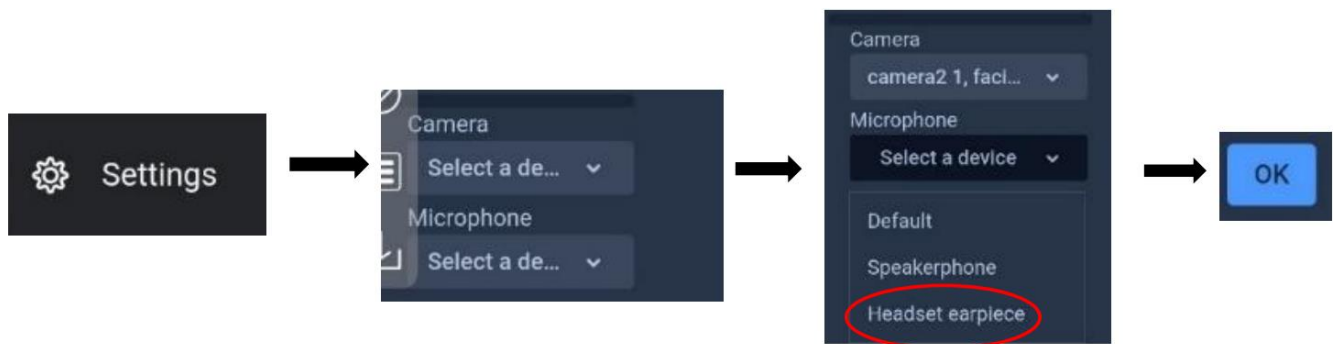 Settings
Camera
Select a de...
Microphone
Select a de...
Camera
camera2 1, faci...
Microphone
Select a device
Default
Speakerphone
Headset earpiece
OK